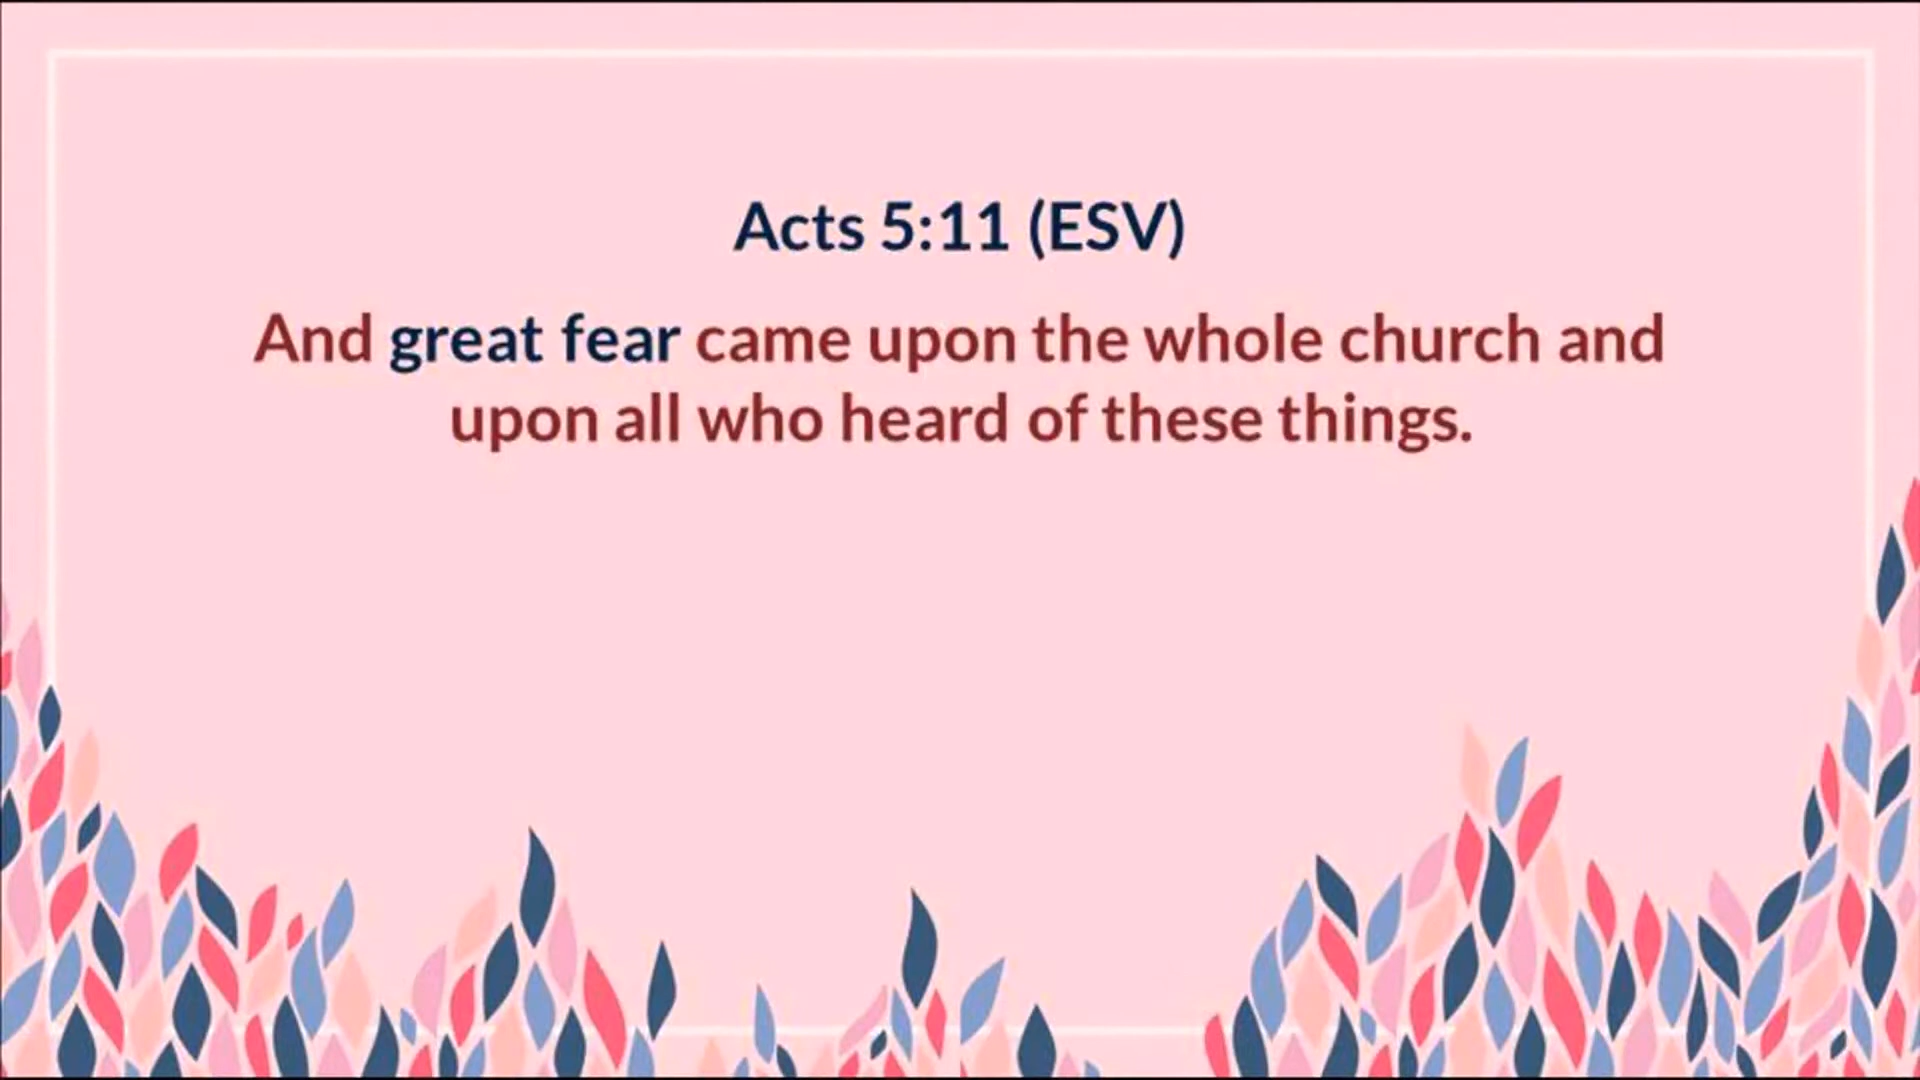 Acts 5:11 (ESV)
And great fear came upon the whole church and
upon all who heard of these things.